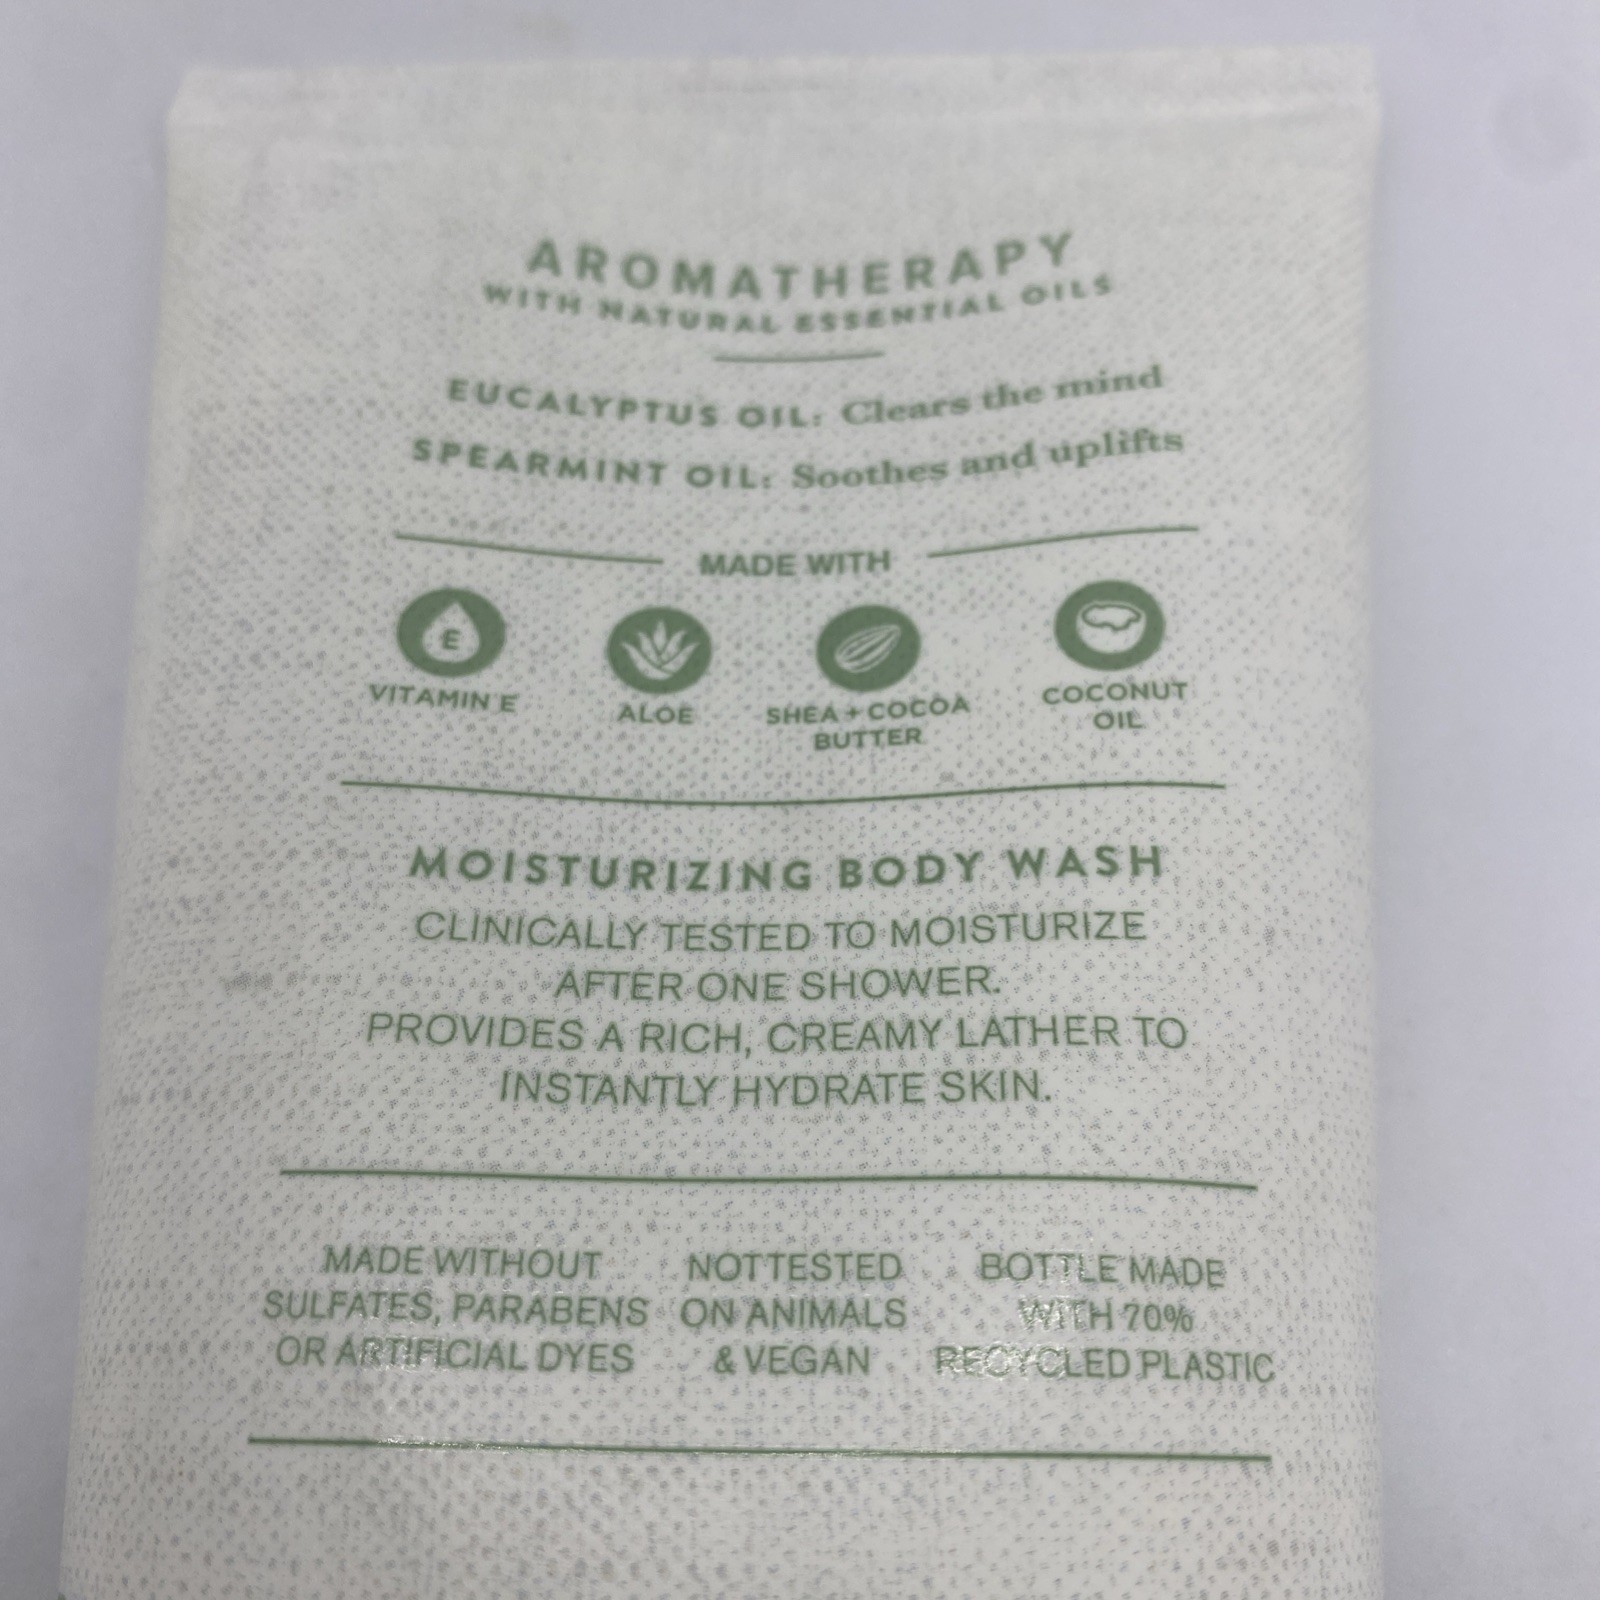 AROMATHERAPY
WITH NATURAL ESSENTIAL OILS
EUCALYPTUS OIL: Clears the mind
SPEARMINT OIL: Soothes and uplifts
MADE WITH
E
VITAMIN E
ALOE
SHEA + COCOA
BUTTER
COCONUT
OIL
MOISTURIZING BODY WASH
CLINICALLY TESTED TO MOISTURIZE
AFTER ONE SHOWER.
PROVIDES A RICH, CREAMY LATHER TO
INSTANTLY HYDRATE SKIN.
MADE WITHOUT
SULFATES, PARABENS
OR ARTIFICIAL DYES
NOT TESTED
ON ANIMALS
& VEGAN
BOTTLE MADE
WITH 70%
RECYCLED PLASTIC